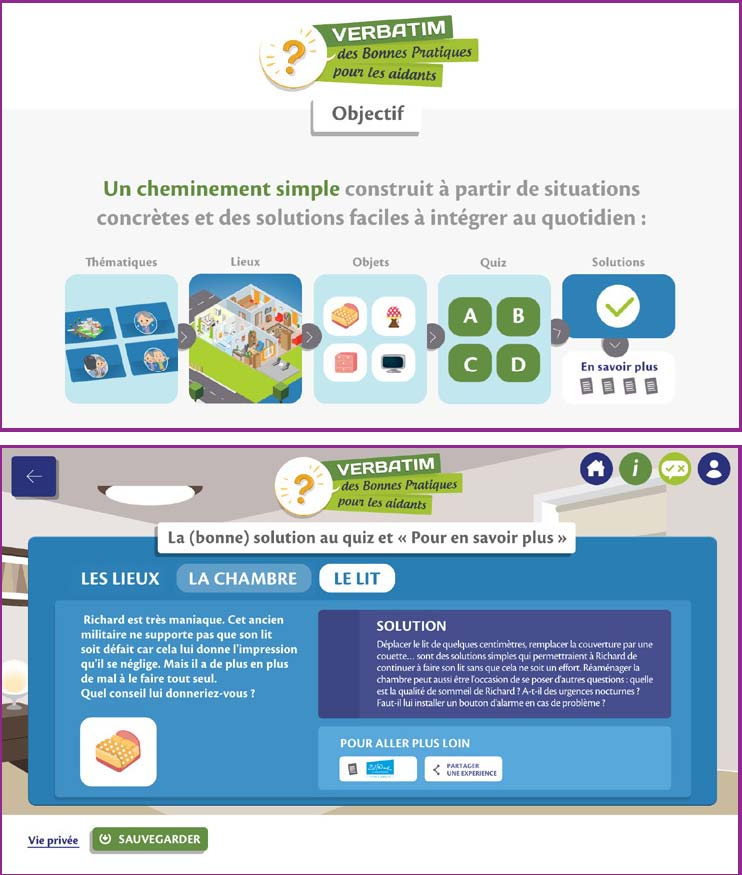 VERBATIM
des Bonnes Pratiques
pour les aidants
Objectif
Un cheminement simple construit à partir de situations
concrètes et des solutions faciles à intégrer au quotidien :
Thématiques
Lieux
Objets
Quiz
Solutions
A
B
C
D
En savoir plus
VERBATIM
des Bonnes Pratiques
pour les aidants
La (bonne) solution au quiz et « Pour en savoir plus »
LES LIEUX
LA CHAMBRE
LE LIT
Richard est très maniaque. Cet ancien
militaire ne supporte pas que son lit
soit défait car cela lui donne l'impression
qu'il se néglige. Mais il a de plus en plus
de mal à le faire tout seul.
Quel conseil lui donneriez-vous ?
SOLUTION
Déplacer le lit de quelques centimètres, remplacer la couverture par une
couette... sont des solutions simples qui permettraient à Richard de
continuer à faire son lit sans que cela ne soit un effort. Réaménager la
chambre peut aussi être l'occasion de se poser d'autres questions : quelle
est la qualité de sommeil de Richard ? A-t-il des urgences nocturnes ?
Faut-il lui installer un bouton d'alarme en cas de problème ?
POUR ALLER PLUS LOIN
PARTAGER
UNE EXPERIENCE
Vie privée
SAUVEGARDER